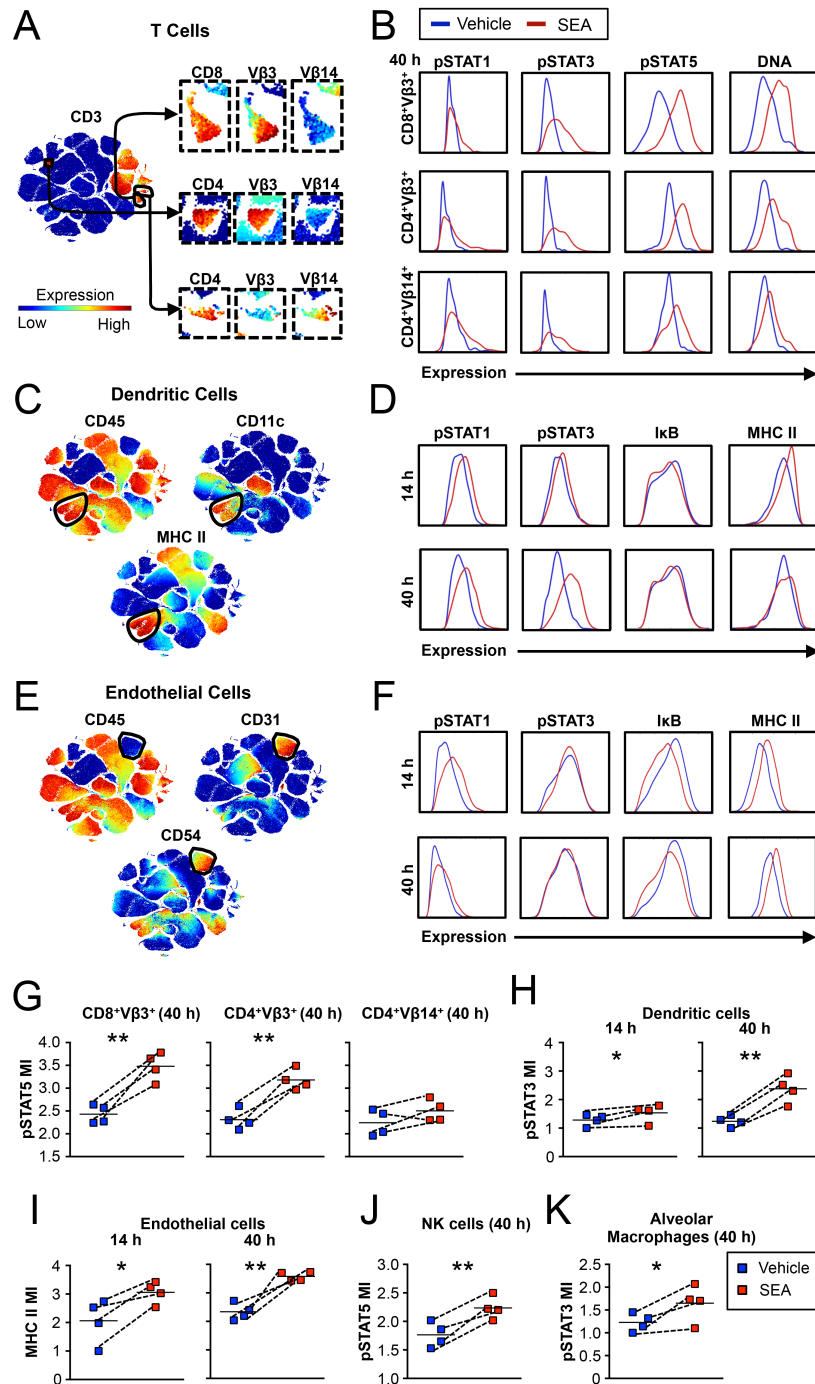 A
T Cells
CD3
CD8 Vβ3 Vβ14
CD4 Vβ3 Vβ14
CD4 Vβ3 Vβ14
Expression
Low High
B
Vehicle SEA
40 h
pSTAT1 pSTAT3 pSTAT5 DNA
CD8⁺Vβ3⁺
CD4⁺Vβ3⁺
CD4⁺Vβ14⁺
Expression
C
Dendritic Cells
CD45 CD11c
MHC II
D
pSTAT1 pSTAT3 IκB MHC II
14 h
40 h
Expression
E
Endothelial Cells
CD45 CD31
CD54
F
pSTAT1 pSTAT3 IκB MHC II
14 h
40 h
Expression
G
CD8⁺Vβ3⁺ (40 h) CD4⁺Vβ3⁺ (40 h) CD4⁺Vβ14⁺ (40 h)
pSTAT5 MI
4.0
3.5
3.0
2.5
2.0
1.5
** **
H
Dendritic cells
14 h 40 h
pSTAT3 MI
4
3
2
1
0
* **
I
Endothelial cells
14 h 40 h
MHC II MI
4
3
2
1
0
* **
J
NK cells (40 h)
pSTAT5 MI
3.0
2.5
2.0
1.5
1.0
**
K
Alveolar
Macrophages (40 h)
pSTAT3 MI
2.5
2.0
1.5
1.0
0.5
0
*
Vehicle
SEA